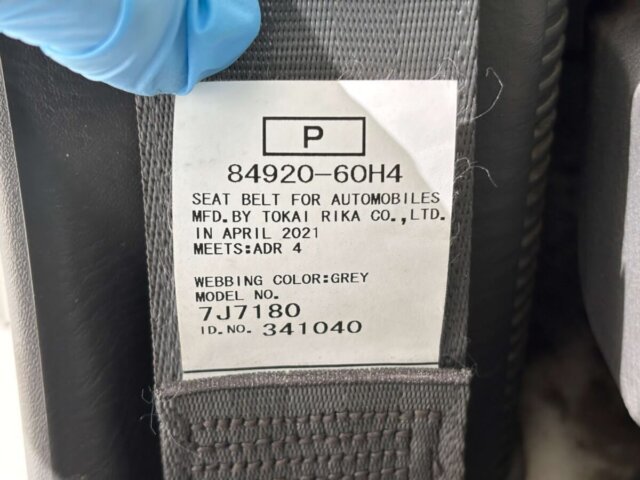 P
84920-60H4
SEAT BELT FOR AUTOMOBILES
MFD.BY TOKAI RIKA CO.,LTD.
IN APRIL 2021
MEETS:ADR 4
WEBBING COLOR:GREY
MODEL NO.
7J7180
ID.NO. 341040